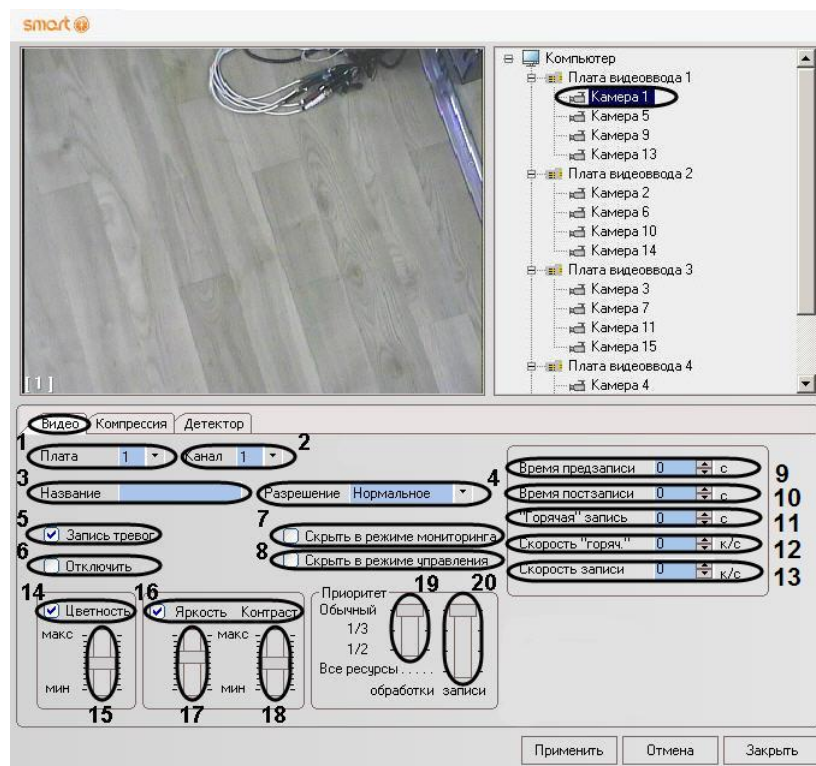 smart
Компьютер
Плата видеоввода 1
Камера 1
Камера 5
Камера 9
Камера 13
Плата видеоввода 2
Камера 2
Камера 6
Камера 10
Камера 14
Плата видеоввода 3
Камера 3
Камера 7
Камера 11
Камера 15
Плата видеоввода 4
Камера 4
[1]
Видео Компрессия Детектор
1 Плата 1 Канал 1 2
3 Название Разрешение Нормальное 4
5 Запись тревог
6 Отключить
7 Скрыть в режиме мониторинга
8 Скрыть в режиме управления
Время предзаписи 0 с 9
Время постзаписи 0 с 10
"Горячая" запись 0 с 11
Скорость "горяч." 0 к/с 12
Скорость записи 0 к/с 13
14 Цветность
макс
мин
15
16 Яркость Контраст
макс
мин
17 18
Приоритет 19 20
Обычный
1/3
1/2
Все ресурсы . . . . .
обработки записи
Применить Отмена Закрыть